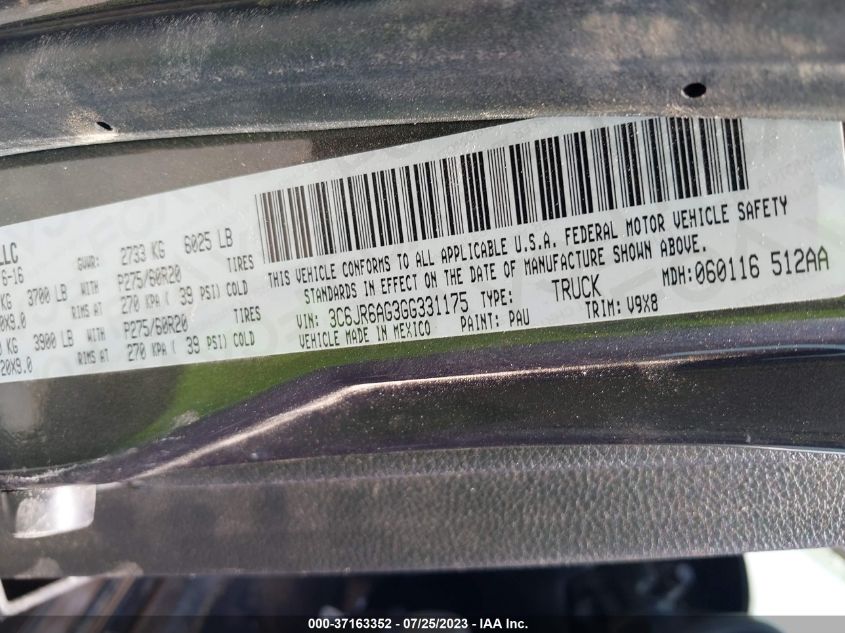 LLC
6-16
GVWR: 2733 KG 6025 LB
KG 3700 LB WITH P275/60R20 TIRES
0X9.0 RIMS AT 270 KPA ( 39 PSI) COLD
KG 3900 LB WITH P275/60R20 TIRES
20X9.0 RIMS AT 270 KPA ( 39 PSI) COLD
THIS VEHICLE CONFORMS TO ALL APPLICABLE U.S.A. FEDERAL MOTOR VEHICLE SAFETY
STANDARDS IN EFFECT ON THE DATE OF MANUFACTURE SHOWN ABOVE.
VIN: 3C6JR6AG3GG331175 TYPE: TRUCK MDH:060116 512AA
VEHICLE MADE IN MEXICO PAINT: PAU TRIM: V9X8
000-37163352 / 07/25/2023 - IAA Inc.